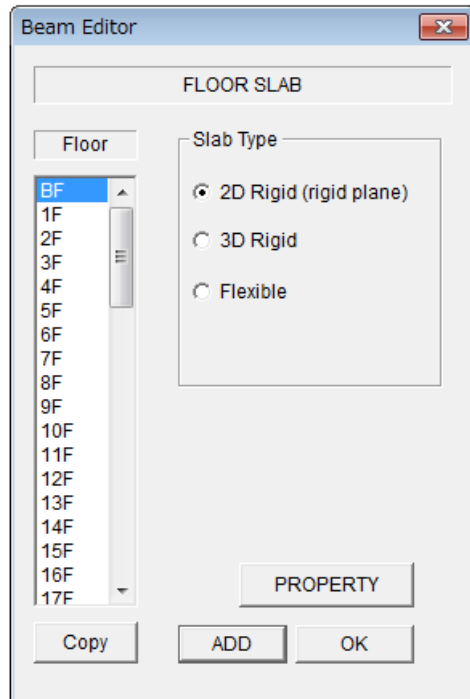 Beam Editor
FLOOR SLAB
Floor
BF
1F
2F
3F
4F
5F
6F
7F
8F
9F
10F
11F
12F
13F
14F
15F
16F
17F
Slab Type
2D Rigid (rigid plane)
3D Rigid
Flexible
PROPERTY
Copy
ADD
OK